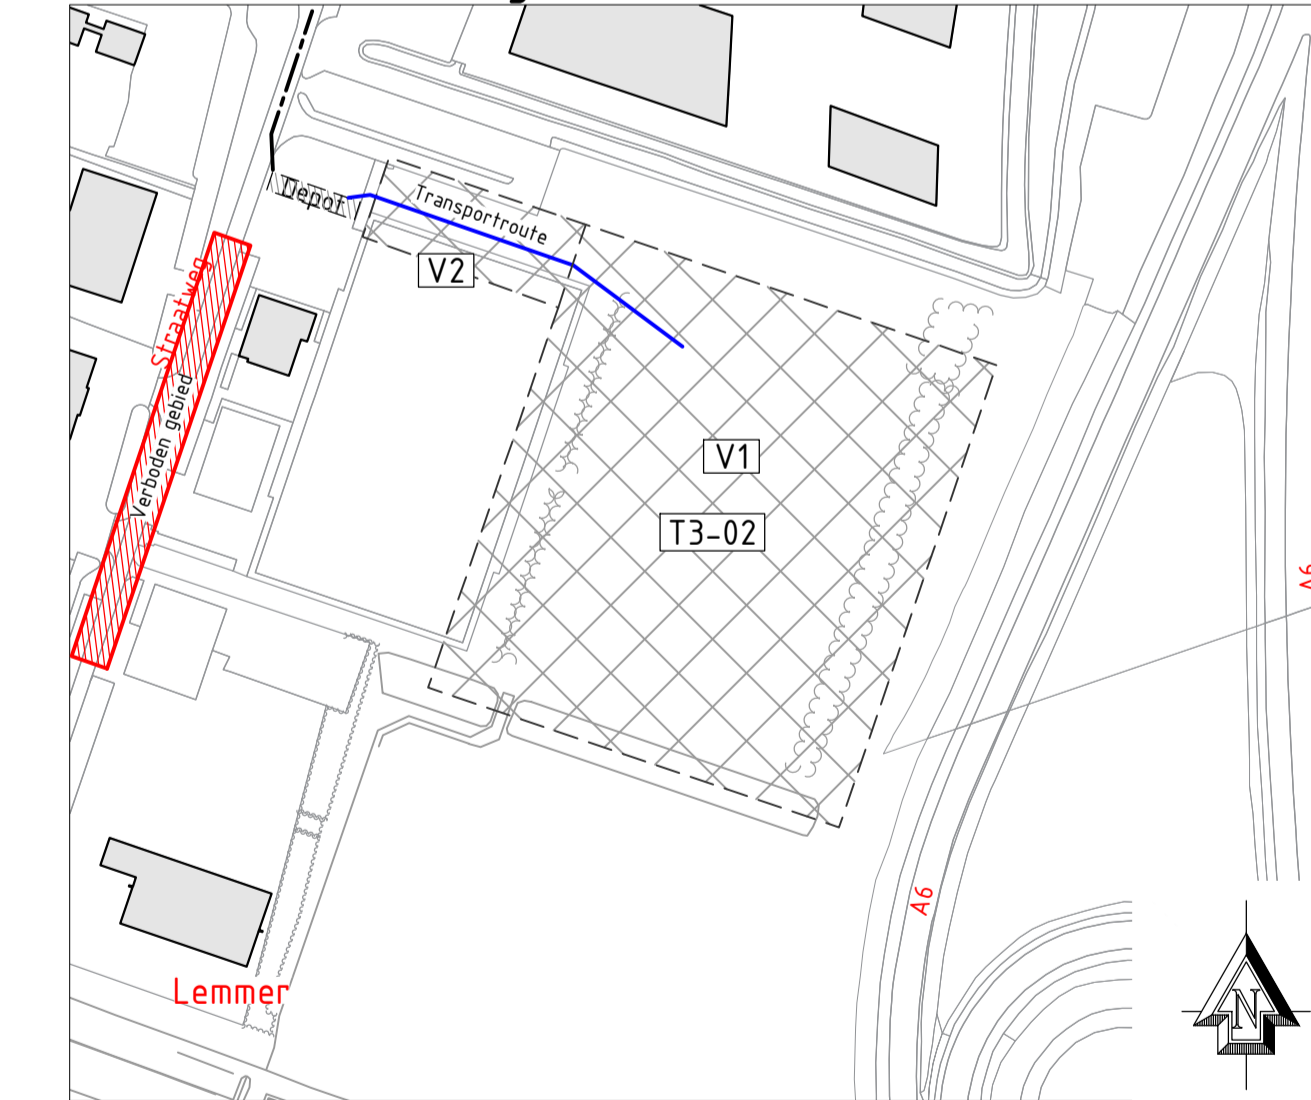 Depot
Transportroute
V2
Straatweg
Verboden gebied
V1
T3-02
A6
A6
Lemmer
N